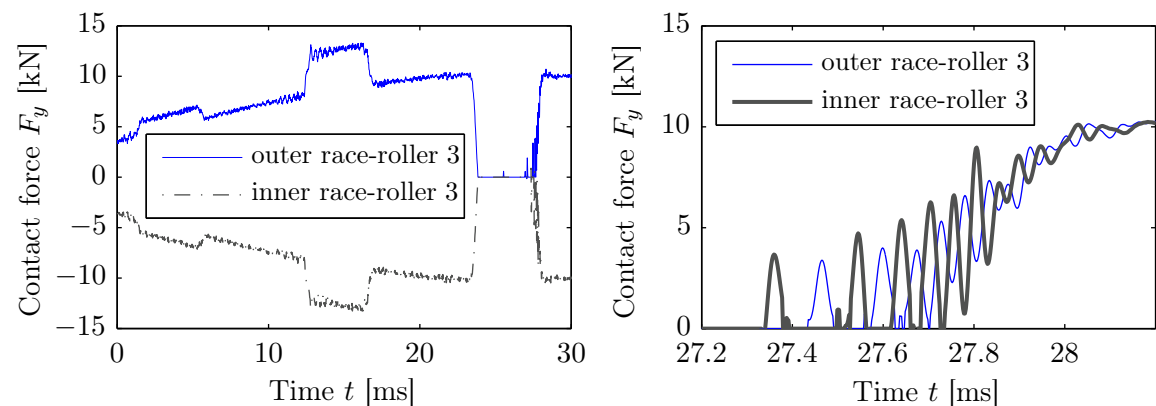 15
10
5
0
−5
−10
−15
0
10
20
30
Contact force F_y [kN]
Time t [ms]
outer race-roller 3
inner race-roller 3
15
10
5
0
27.2
27.4
27.6
27.8
28
Contact force F_y [kN]
Time t [ms]
outer race-roller 3
inner race-roller 3